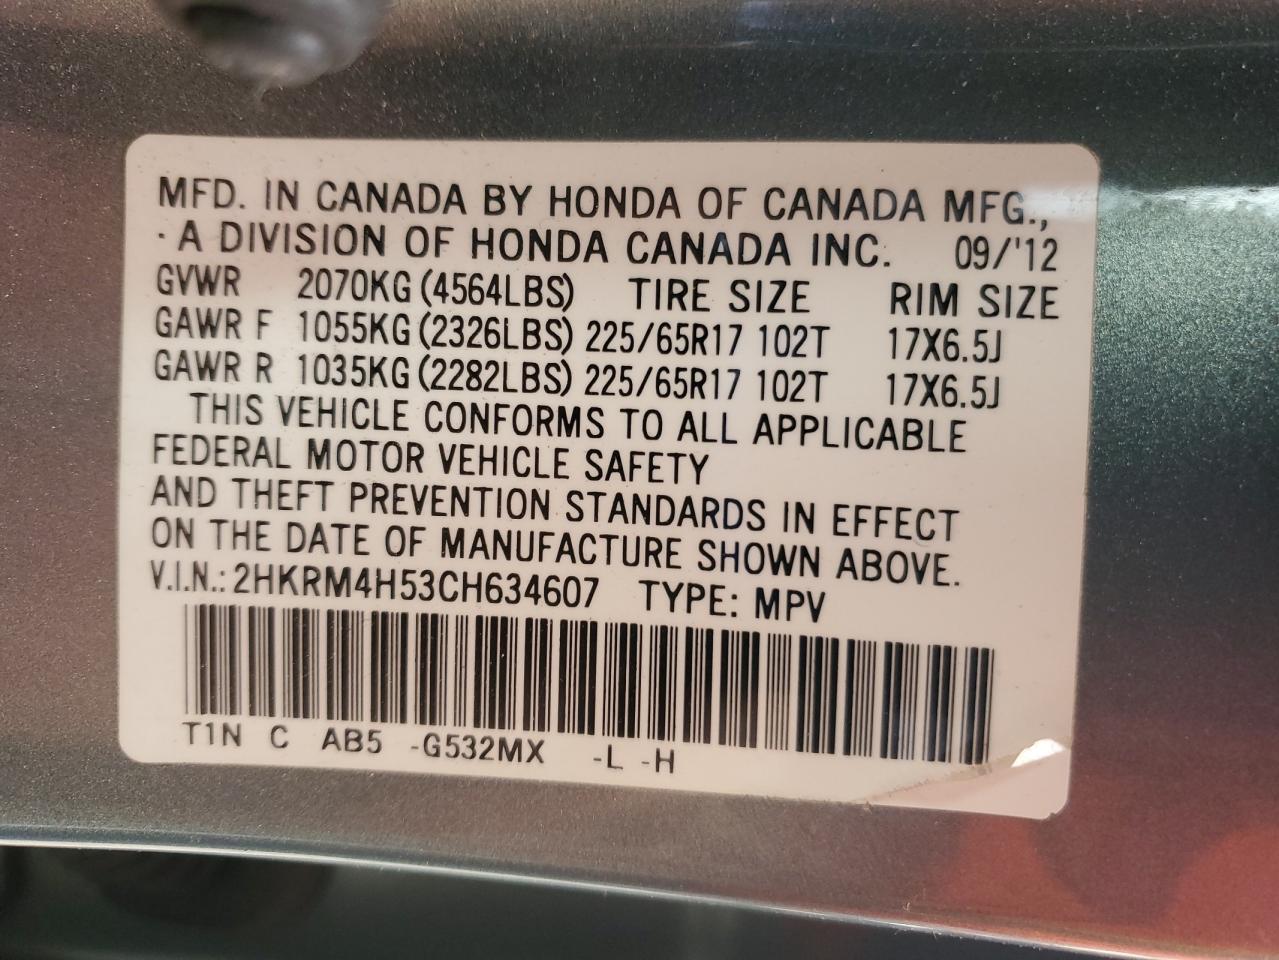 MFD. IN CANADA BY HONDA OF CANADA MFG.,
A DIVISION OF HONDA CANADA INC. 09/'12
GVWR 2070KG (4564LBS) TIRE SIZE RIM SIZE
GAWR F 1055KG (2326LBS) 225/65R17 102T 17X6.5J
GAWR R 1035KG (2282LBS) 225/65R17 102T 17X6.5J
THIS VEHICLE CONFORMS TO ALL APPLICABLE
FEDERAL MOTOR VEHICLE SAFETY
AND THEFT PREVENTION STANDARDS IN EFFECT
ON THE DATE OF MANUFACTURE SHOWN ABOVE.
V.I.N.: 2HKRM4H53CH634607 TYPE: MPV
T1N C AB5 -G532MX -L -H